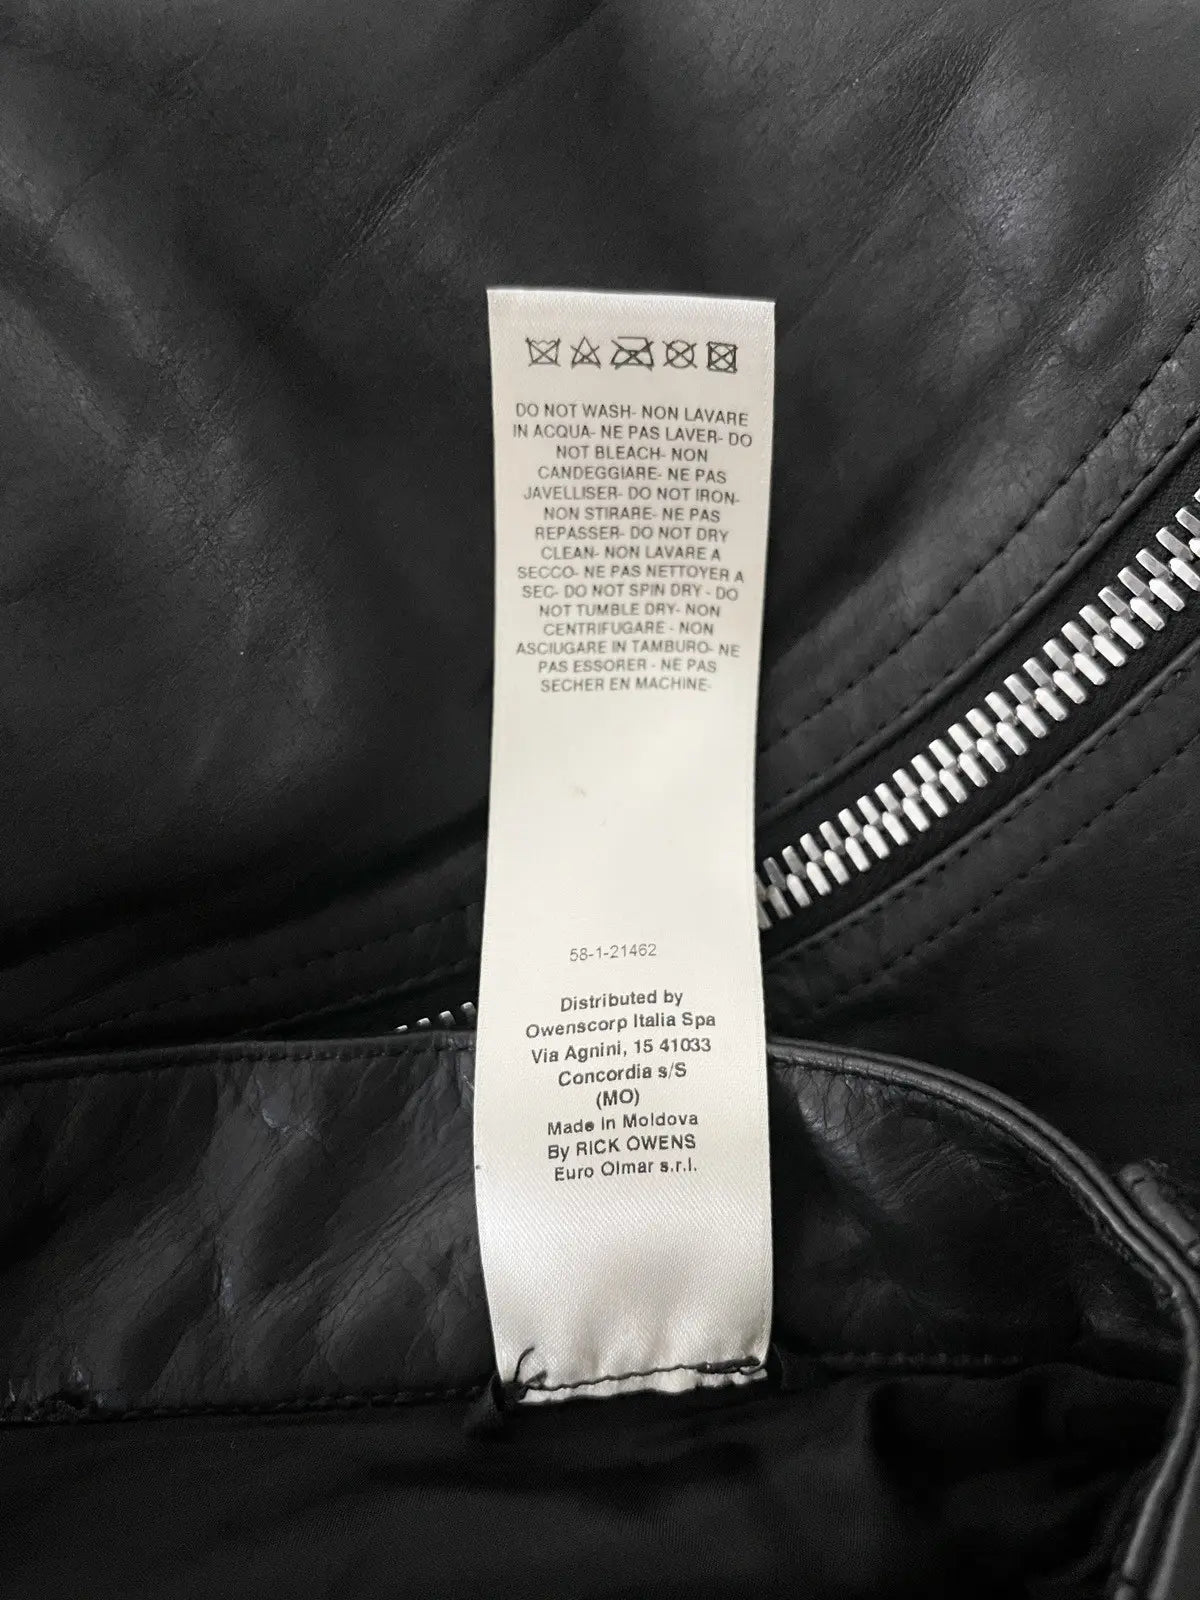 DO NOT WASH- NON LAVARE
IN ACQUA- NE PAS LAVER- DO
NOT BLEACH- NON
CANDEGGIARE- NE PAS
JAVELLISER- DO NOT IRON-
NON STIRARE- NE PAS
REPASSER- DO NOT DRY
CLEAN- NON LAVARE A
SECCO- NE PAS NETTOYER A
SEC- DO NOT SPIN DRY - DO
NOT TUMBLE DRY- NON
CENTRIFUGARE - NON
ASCIUGARE IN TAMBURO- NE
PAS ESSORER - NE PAS
SECHER EN MACHINE-
58-1-21462
Distributed by
Owenscorp Italia Spa
Via Agnini, 15 41033
Concordia s/S
(MO)
Made in Moldova
By RICK OWENS
Euro Olmar s.r.l.